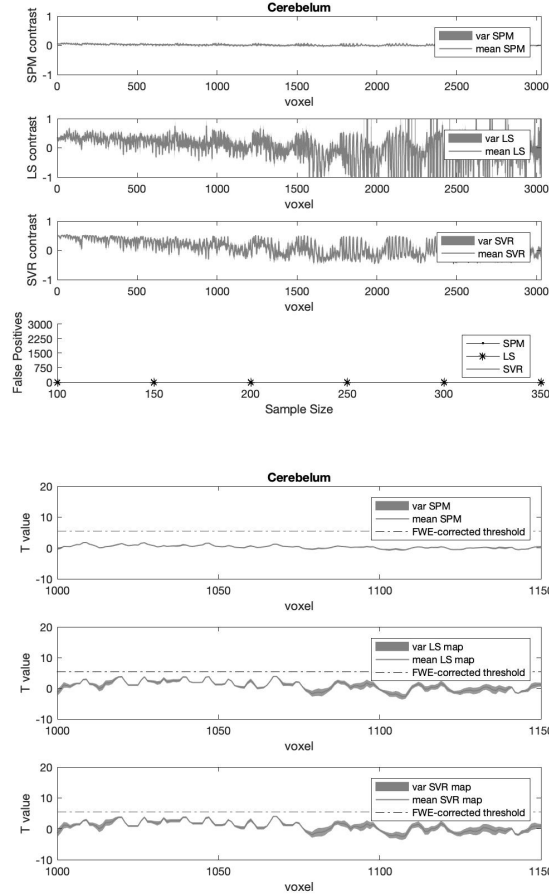 Cerebelum
SPM contrast
1
0
-1
var SPM
mean SPM
0 500 1000 1500 2000 2500 3000
voxel
LS contrast
1
0
-1
var LS
mean LS
0 500 1000 1500 2000 2500 3000
voxel
SVR contrast
1
0
-1
var SVR
mean SVR
0 500 1000 1500 2000 2500 3000
voxel
False Positives
3000
2250
1500
750
0
SPM
LS
SVR
100 150 200 250 300 350
Sample Size
Cerebelum
T value
20
10
0
-10
var SPM
mean SPM
FWE-corrected threshold
1000 1050 1100 1150
voxel
T value
20
10
0
-10
var LS map
mean LS map
FWE-corrected threshold
1000 1050 1100 1150
voxel
T value
20
10
0
-10
var SVR map
mean SVR map
FWE-corrected threshold
1000 1050 1100 1150
voxel